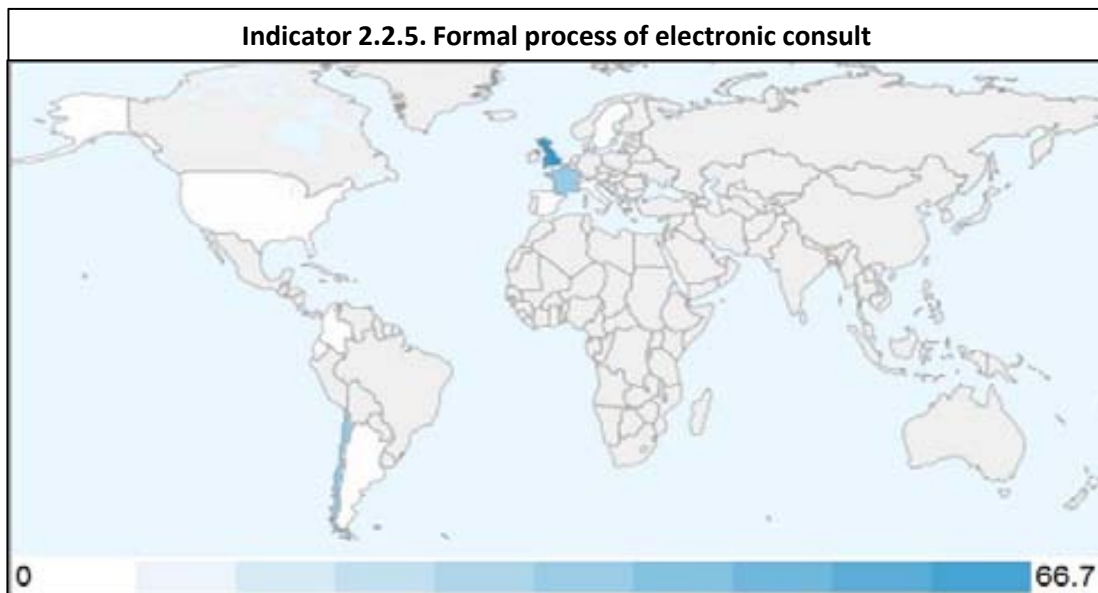 Indicator 2.2.5. Formal process of electronic consult
0
66.7